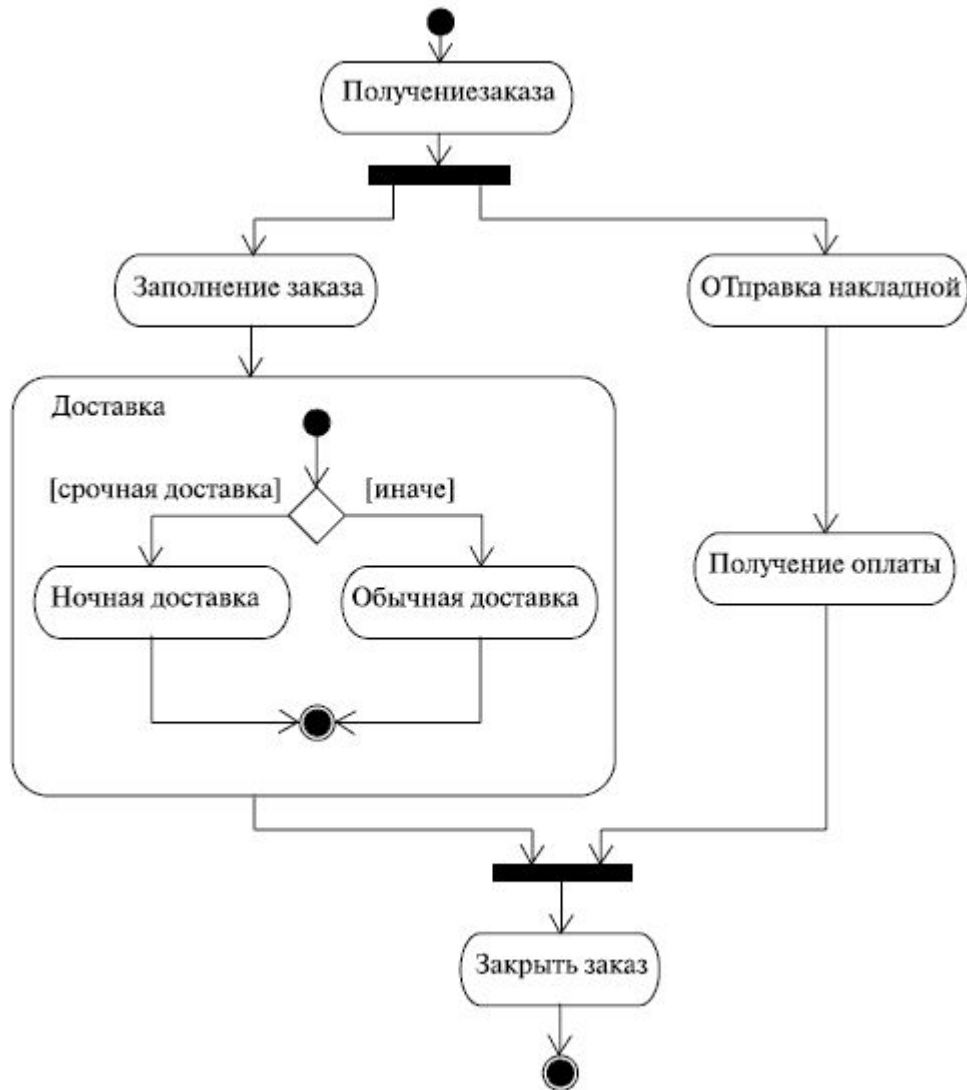 Получениезаказа
Заполнение заказа
ОТправка накладной
Доставка
[срочная доставка]
[иначе]
Ночная доставка
Обычная доставка
Получение оплаты
Закрыть заказ